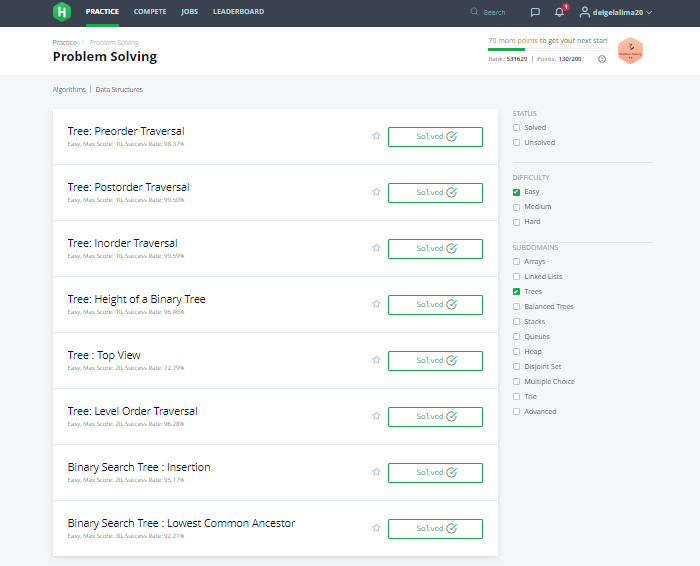 H PRACTICE COMPETE JOBS LEADERBOARD Search 1 deigelalima20
Practice > Problem Solving
Problem Solving
70 more points to get your next star!
Rank: 531629 | Points: 130/200
Algorithms | Data Structures
Tree: Preorder Traversal
Easy, Max Score: 10, Success Rate: 98.37%
Solved
Tree: Postorder Traversal
Easy, Max Score: 10, Success Rate: 99.50%
Solved
Tree: Inorder Traversal
Easy, Max Score: 10, Success Rate: 99.59%
Solved
Tree: Height of a Binary Tree
Easy, Max Score: 10, Success Rate: 96.46%
Solved
Tree : Top View
Easy, Max Score: 20, Success Rate: 72.79%
Solved
Tree: Level Order Traversal
Easy, Max Score: 20, Success Rate: 96.28%
Solved
Binary Search Tree : Insertion
Easy, Max Score: 20, Success Rate: 95.17%
Solved
Binary Search Tree : Lowest Common Ancestor
Easy, Max Score: 30, Success Rate: 92.21%
Solved
STATUS
Solved
Unsolved
DIFFICULTY
Easy
Medium
Hard
SUBDOMAINS
Arrays
Linked Lists
Trees
Balanced Trees
Stacks
Queues
Heap
Disjoint Set
Multiple Choice
Trie
Advanced